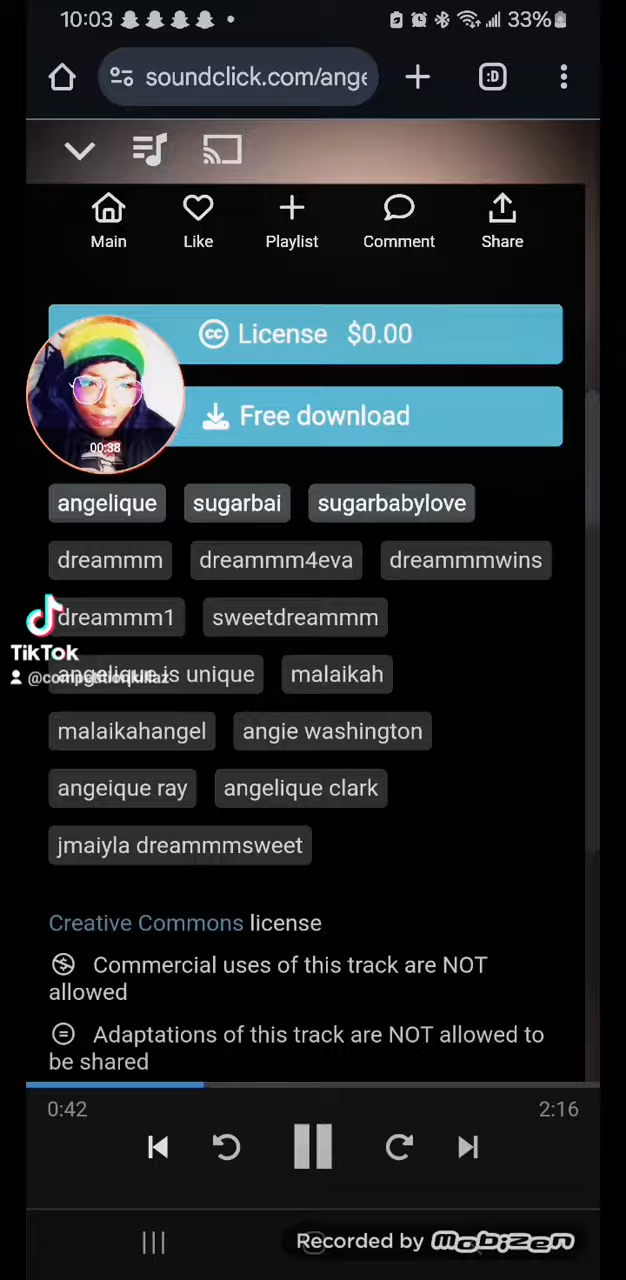 10:03
33%
soundclick.com/ange
:D
Main Like Playlist Comment Share
cc License $0.00
Free download
00:38
angelique sugarbai sugarbabylove
dreammm dreammm4eva dreammmwins
dreammm1 sweetdreammm
TikTok
angelique is unique malaikah
@competitionkillaz
malaikahangel angie washington
angeique ray angelique clark
jmaiyla dreammmsweet
Creative Commons license
Commercial uses of this track are NOT
allowed
Adaptations of this track are NOT allowed to
be shared
0:42 2:16
Recorded by mobizen